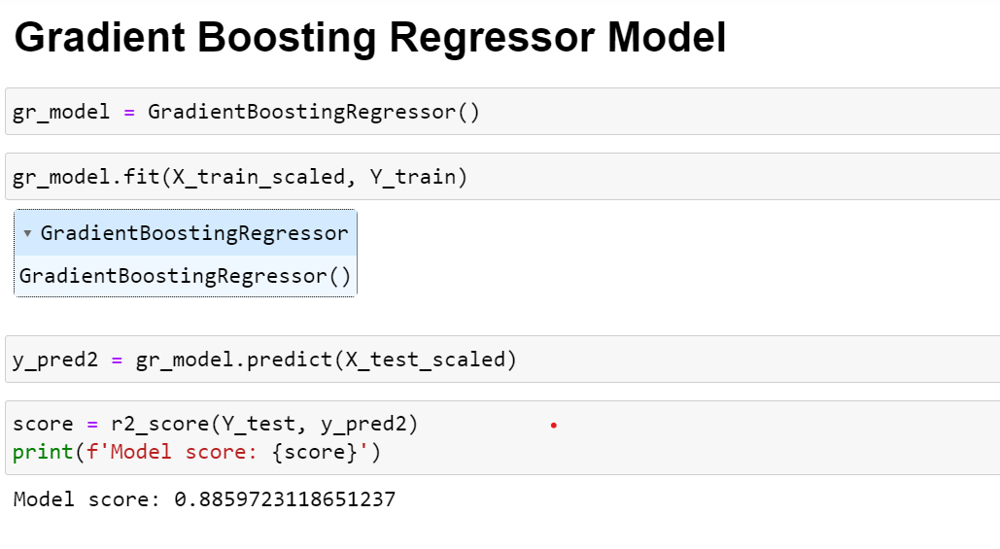 Gradient Boosting Regressor Model
gr_model = GradientBoostingRegressor()
gr_model.fit(X_train_scaled, Y_train)
▾ GradientBoostingRegressor
GradientBoostingRegressor()
y_pred2 = gr_model.predict(X_test_scaled)
score = r2_score(Y_test, y_pred2)
print(f'Model score: {score}')
Model score: 0.8859723118651237